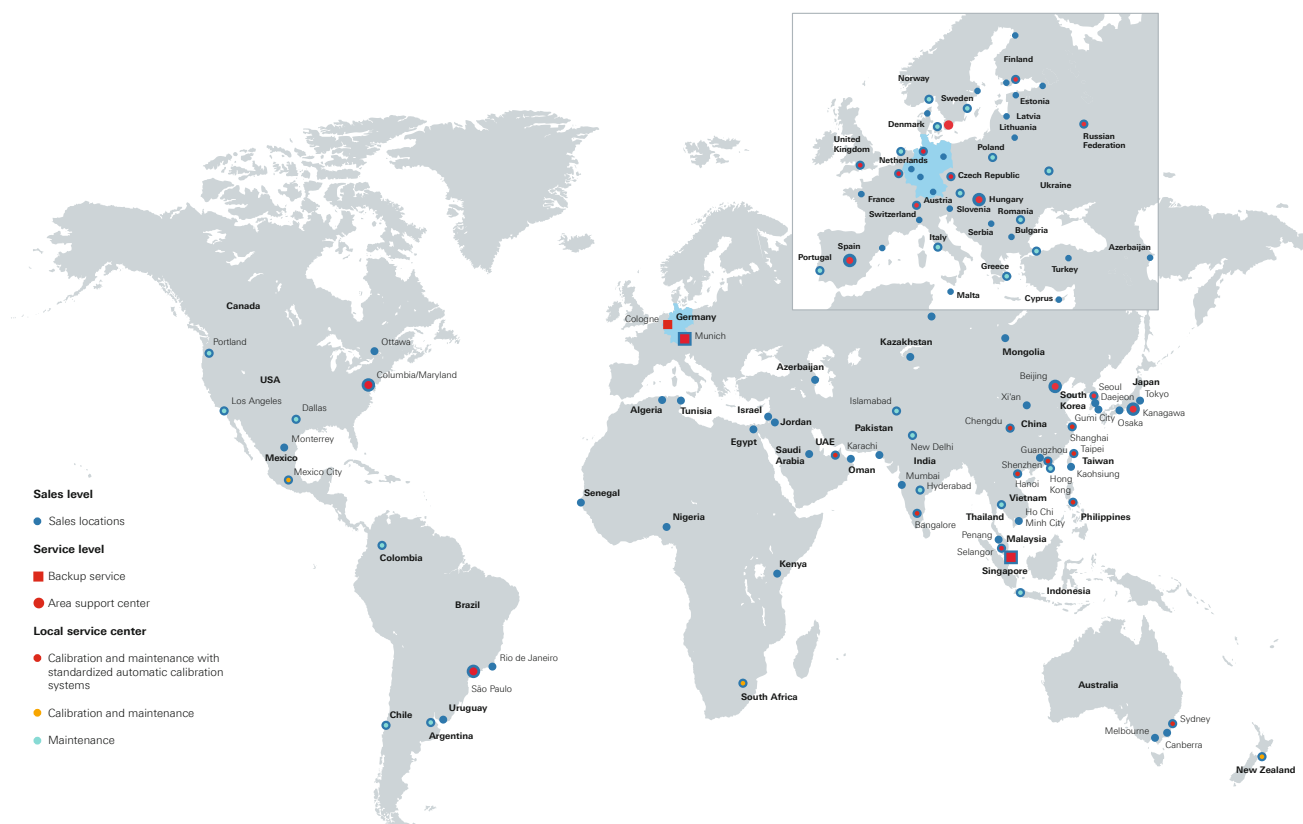 Norway
Finland
Sweden
Estonia
Latvia
Lithuania
Denmark
United
Kingdom
Netherlands
Poland
Russian
Federation
Czech Republic
Ukraine
France
Austria
Hungary
Switzerland
Slovenia
Romania
Serbia
Bulgaria
Italy
Spain
Portugal
Greece
Turkey
Azerbaijan
Malta
Cyprus
Canada
Portland
Ottawa
USA
Columbia/Maryland
Los Angeles
Dallas
Monterrey
Mexico
Mexico City
Colombia
Brazil
Rio de Janeiro
São Paulo
Chile
Uruguay
Argentina
Cologne
Germany
Munich
Algeria
Tunisia
Israel
Jordan
Egypt
Azerbaijan
Kazakhstan
Mongolia
Saudi
Arabia
UAE
Oman
Karachi
Islamabad
Pakistan
New Delhi
India
Mumbai
Hyderabad
Bangalore
Senegal
Nigeria
Kenya
South Africa
Beijing
Xi'an
Chengdu
China
Seoul
South
Korea
Daejeon
Gumi City
Japan
Tokyo
Kanagawa
Osaka
Shanghai
Guangzhou
Taipei
Taiwan
Kaohsiung
Shenzhen
Hong
Kong
Hanoi
Vietnam
Thailand
Ho Chi
Minh City
Philippines
Penang
Malaysia
Selangor
Singapore
Indonesia
Australia
Sydney
Melbourne
Canberra
New Zealand
Sales level
Sales locations
Service level
Backup service
Area support center
Local service center
Calibration and maintenance with
standardized automatic calibration
systems
Calibration and maintenance
Maintenance